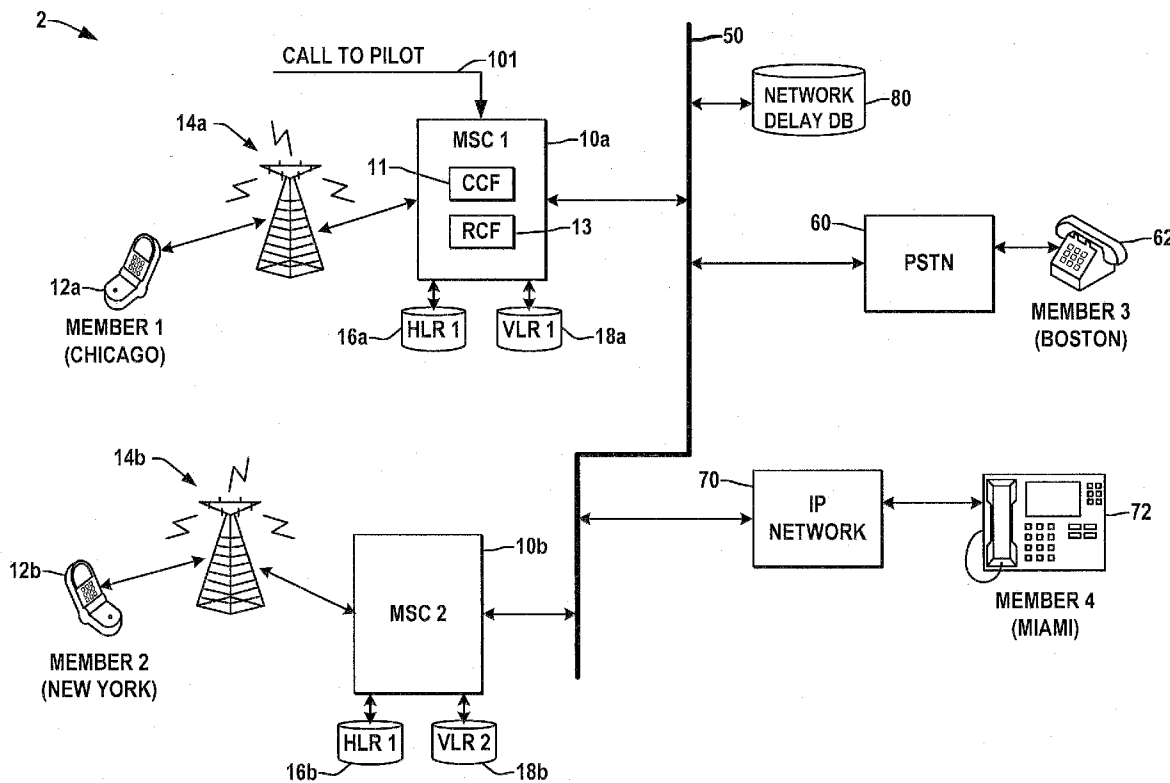 2
CALL TO PILOT
101
50
NETWORK
DELAY DB
80
14a
MSC 1
10a
11
CCF
RCF
13
60
PSTN
62
12a
MEMBER 1
(CHICAGO)
16a
HLR 1
VLR 1
18a
MEMBER 3
(BOSTON)
14b
70
IP
NETWORK
72
10b
12b
MSC 2
MEMBER 4
(MIAMI)
MEMBER 2
(NEW YORK)
HLR 1
VLR 2
16b
18b